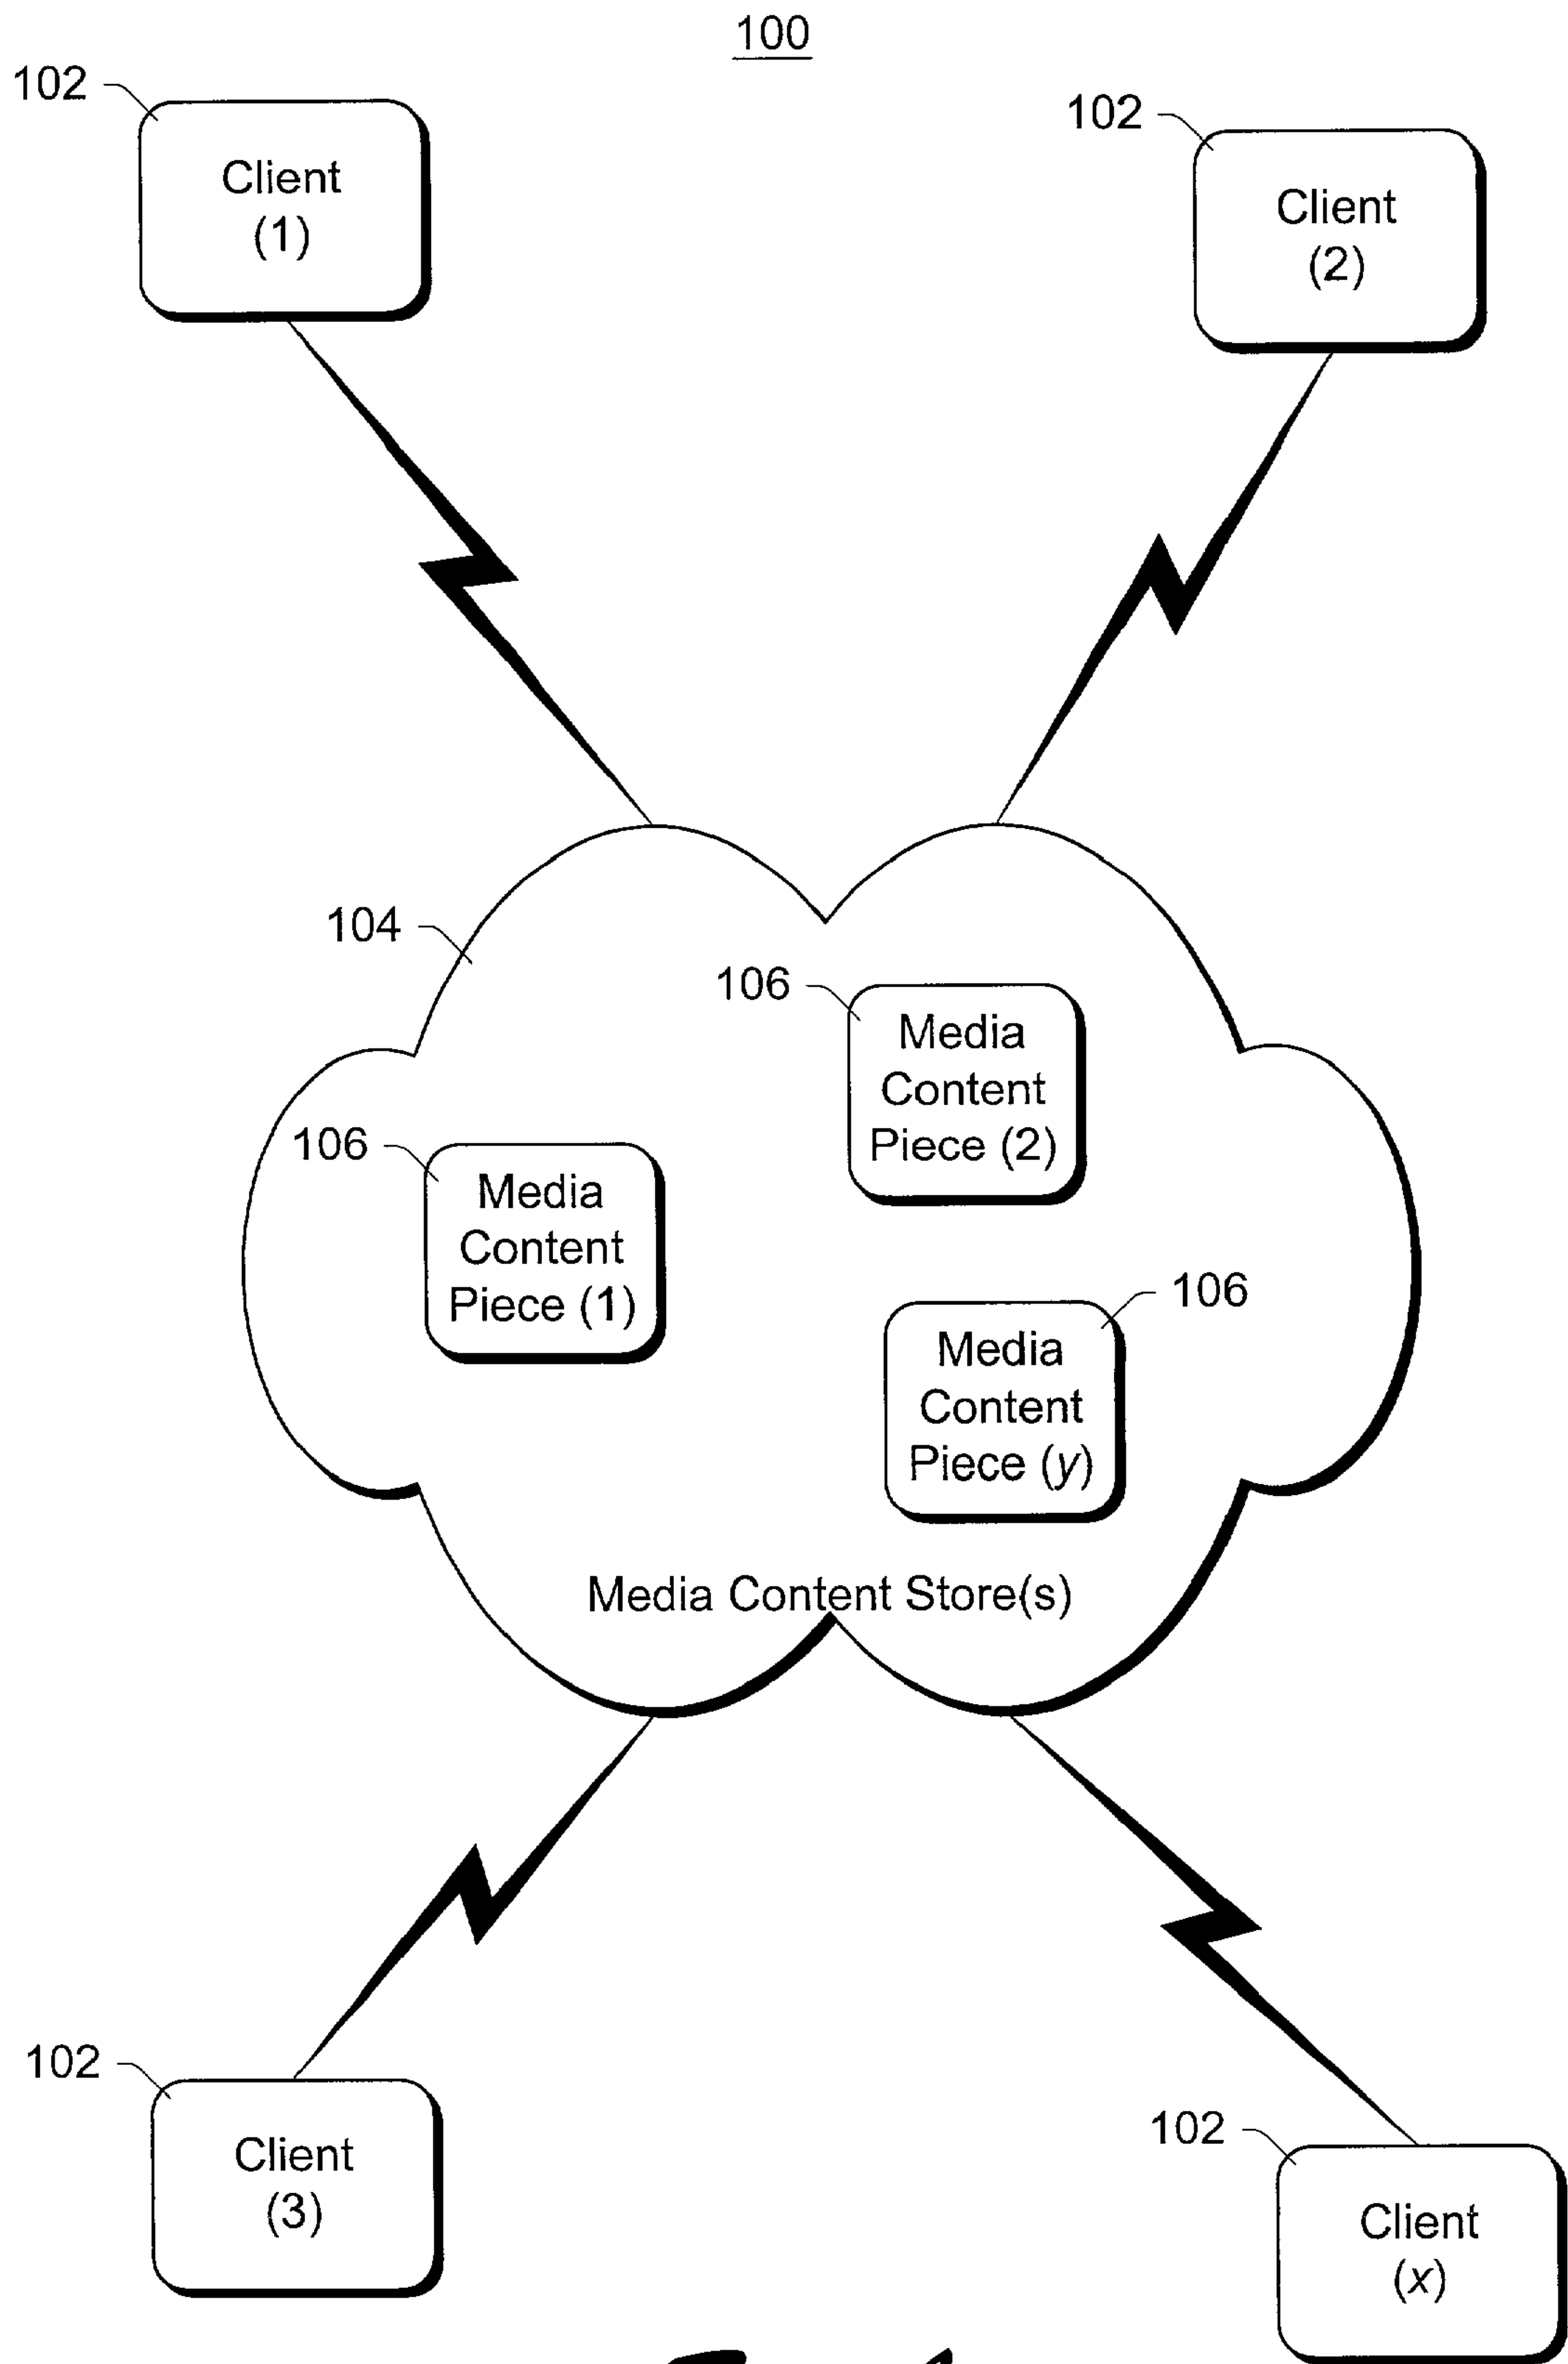 100
102
Client
(1)
102
Client
(2)
104
106
Media
Content
Piece (2)
106
Media
Content
Piece (1)
106
Media
Content
Piece (y)
Media Content Store(s)
102
Client
(3)
102
Client
(x)